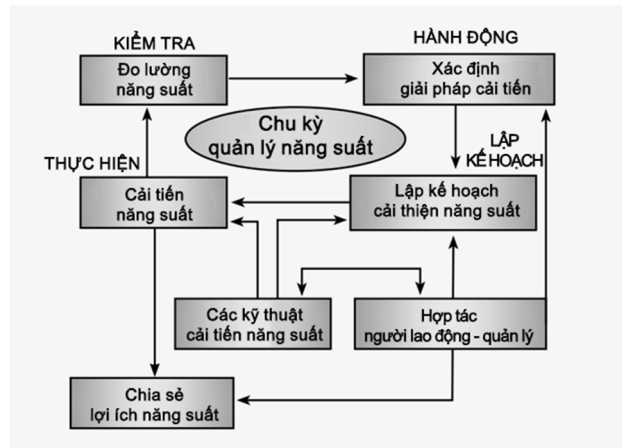 KIỂM TRA
HÀNH ĐỘNG
Đo lường
năng suất
Xác định
giải pháp cải tiến
Chu kỳ
quản lý năng suất
THỰC HIỆN
LẬP
KẾ HOẠCH
Cải tiến
năng suất
Lập kế hoạch
cải thiện năng suất
Các kỹ thuật
cải tiến năng suất
Hợp tác
người lao động - quản lý
Chia sẻ
lợi ích năng suất